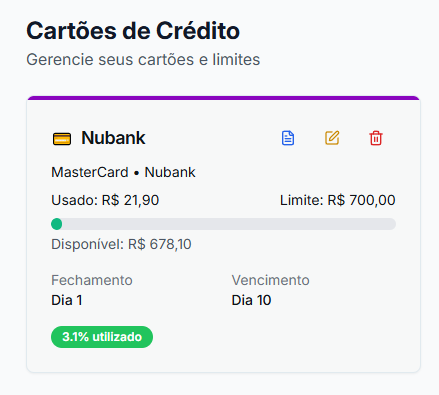 Cartões de Crédito
Gerencie seus cartões e limites
Nubank
MasterCard • Nubank
Usado: R$ 21,90 Limite: R$ 700,00
Disponível: R$ 678,10
Fechamento Vencimento
Dia 1 Dia 10
3.1% utilizado